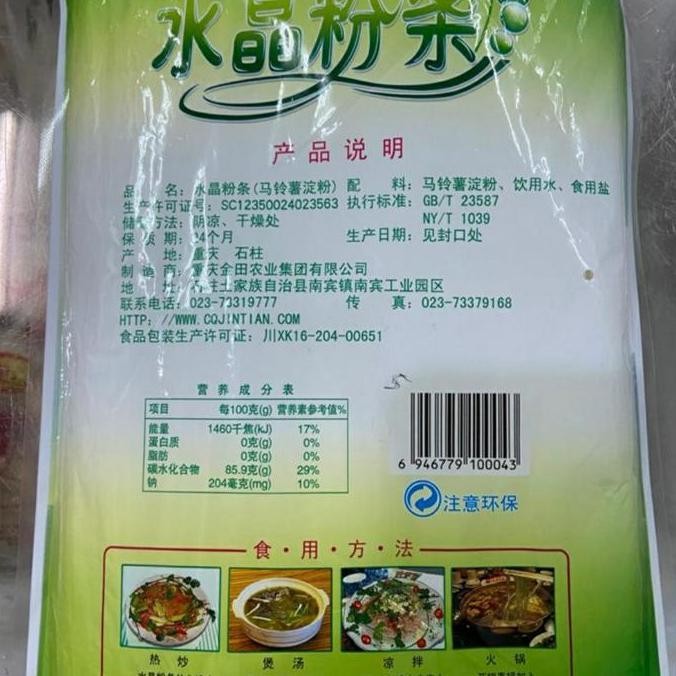 水晶粉条
产品说明
品名：水晶粉条(马铃薯淀粉) 配料：马铃薯淀粉、饮用水、食用盐
生产许可证号：SC12350024023563 执行标准：GB/T 23587
储藏方法：阴凉、干燥处 NY/T 1039
保质期：24个月 生产日期：见封口处
产地：重庆 石柱
制造商：重庆金田农业集团有限公司
地址：石柱土家族自治县南宾镇南宾工业园区
联系电话：023-73319777 传真：023-73379168
HTTP：//WWW.CQJINTIAN.COM
食品包装生产许可证：川XK16-204-00651
营养成分表
项目 每100克(g) 营养素参考值%
能量 1460千焦(kJ) 17%
蛋白质 0克(g) 0%
脂肪 0克(g) 0%
碳水化合物 85.9克(g) 29%
钠 204毫克(mg) 10%
6 946779 100043
注意环保
食·用·方·法
热炒 煲汤 凉拌 火锅